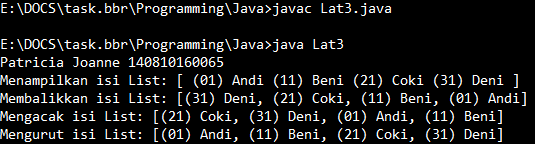 E:\DOCS\task.bbr\Programming\Java>javac Lat3.java
E:\DOCS\task.bbr\Programming\Java>java Lat3
Patricia Joanne 140810160065
Menampilkan isi List: [ (01) Andi (11) Beni (21) Coki (31) Deni ]
Membalikkan isi List: [(31) Deni, (21) Coki, (11) Beni, (01) Andi]
Mengacak isi List: [(21) Coki, (31) Deni, (01) Andi, (11) Beni]
Mengurut isi List: [(01) Andi, (11) Beni, (21) Coki, (31) Deni]